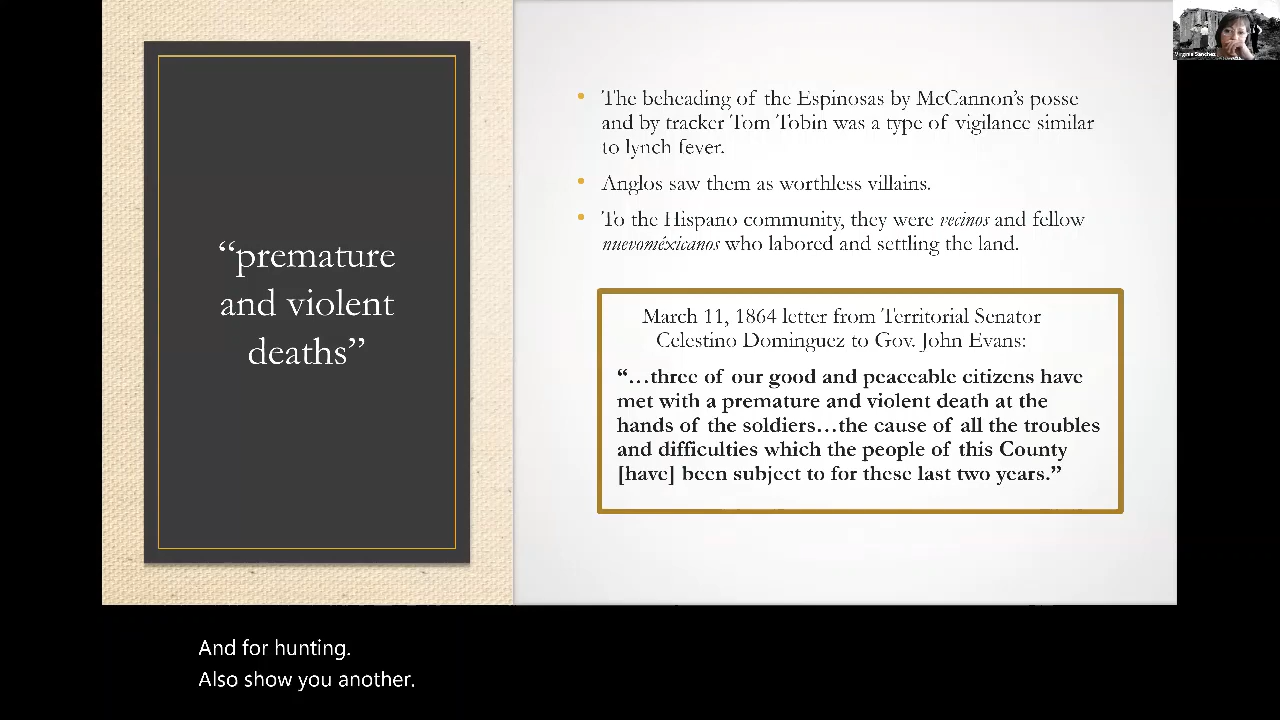 Virginia Sanchez
“premature
and violent
deaths”
The beheading of the Espinosas by McCannon’s posse
and by tracker Tom Tobin was a type of vigilance similar
to lynch fever.
Anglos saw them as worthless villains.
To the Hispano community, they were vecinos and fellow
nuevoméxicanos who labored and settling the land.
March 11, 1864 letter from Territorial Senator
Celestino Dominguez to Gov. John Evans:
“…three of our good and peaceable citizens have
met with a premature and violent death at the
hands of the soldiers…the cause of all the troubles
and difficulties which the people of this County
[have] been subject to for these last two years.”
And for hunting.
Also show you another.